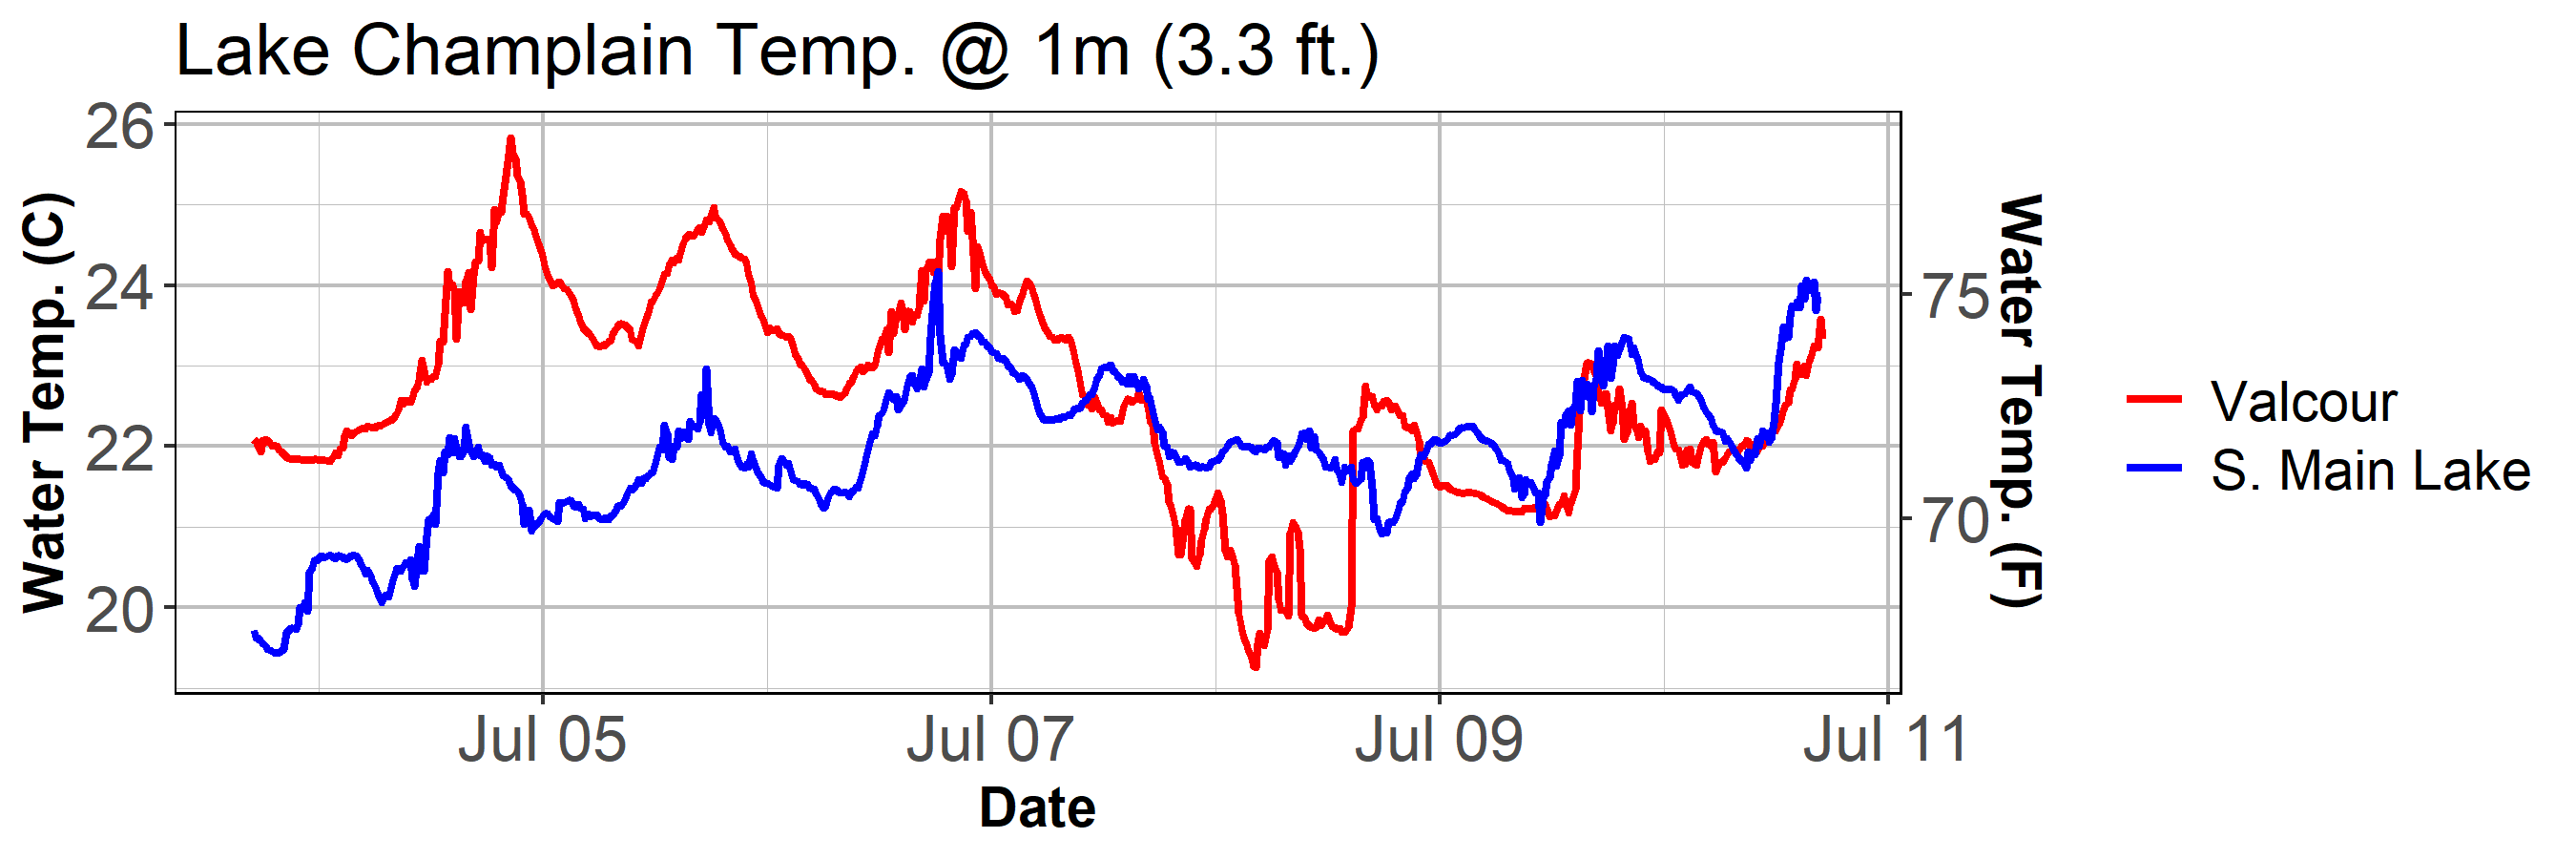 Lake Champlain Temp. @ 1m (3.3 ft.)
Water Temp. (C)
26
24
22
20
75
70
Water Temp. (F)
Jul 05
Jul 07
Jul 09
Jul 11
Date
Valcour
S. Main Lake